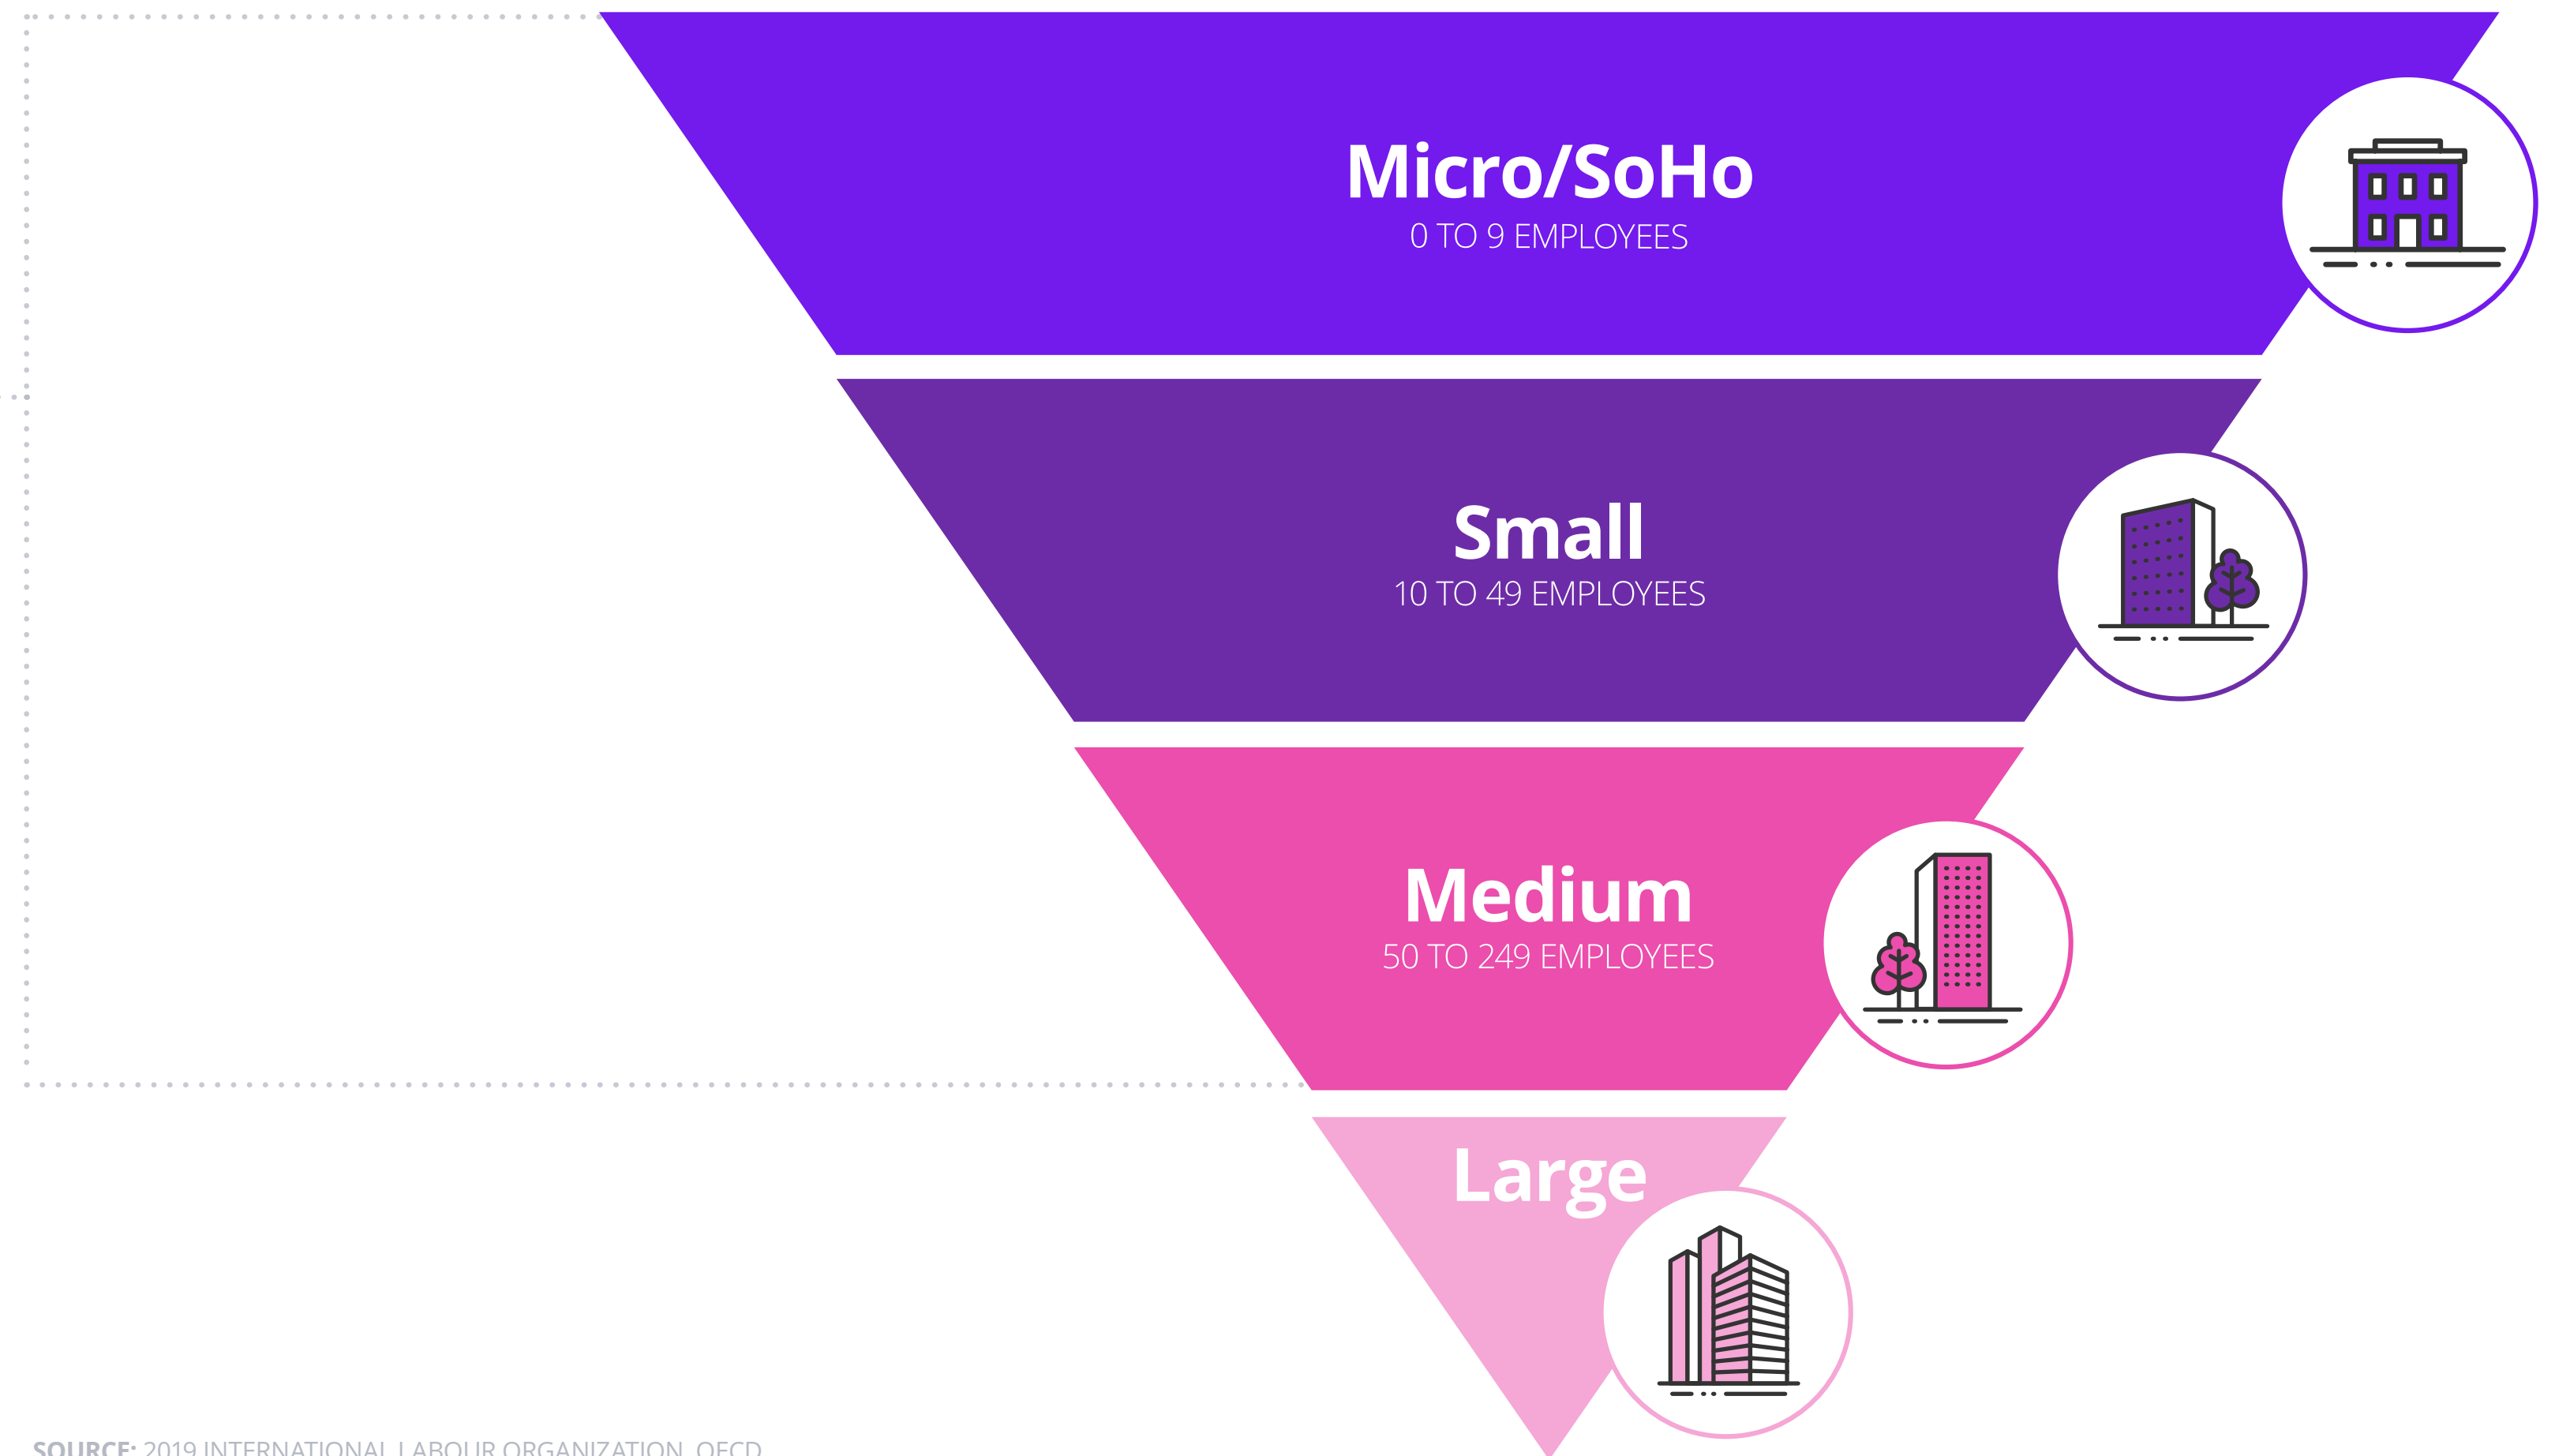 Micro/SoHo
0 TO 9 EMPLOYEES
Small
10 TO 49 EMPLOYEES
Medium
50 TO 249 EMPLOYEES
Large
SOURCE: 2019 INTERNATIONAL LABOUR ORGANIZATION, OECD